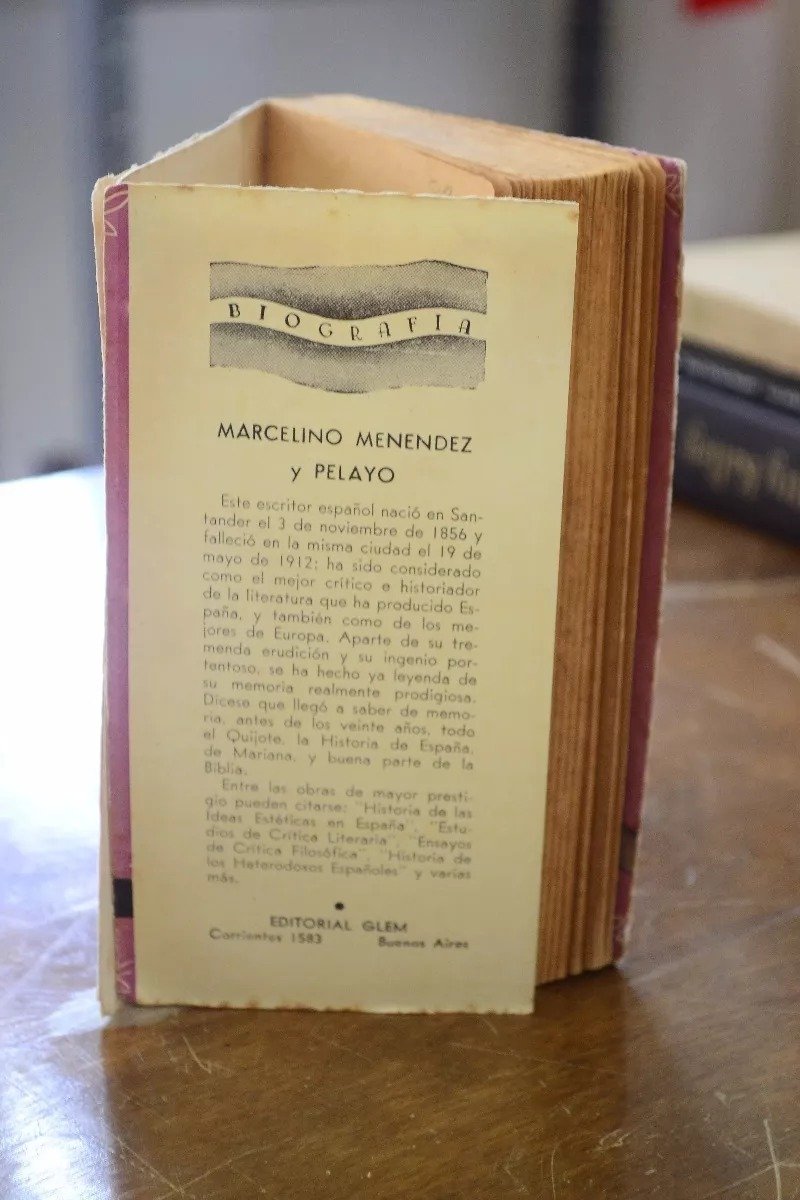 BIOGRAFIA
MARCELINO MENENDEZ
y PELAYO
Este escritor español nació en San-
tander el 3 de noviembre de 1856 y
falleció en la misma ciudad el 19 de
mayo de 1912; ha sido considerado
como el mejor crítico e historiador
de la literatura que ha producido Es-
paña, y también como de los me-
jores de Europa. Aparte de su tre-
menda erudición y su ingenio por-
tentoso, se ha hecho ya leyenda de
su memoria realmente prodigiosa.
Dícese que llegó a saber de memo-
ria, antes de los veinte años, todo
el Quijote, la Historia de España,
de Mariana, y buena parte de la
Biblia.
Entre las obras de mayor presti-
gio pueden citarse: "Historia de las
Ideas Estéticas en España", "Estu-
dios de Crítica Literaria", "Ensayos
de Crítica Filosófica", "Historia de
los Heterodoxos Españoles" y varias
más.
EDITORIAL GLEM
Corrientes 1583 Buenos Aires